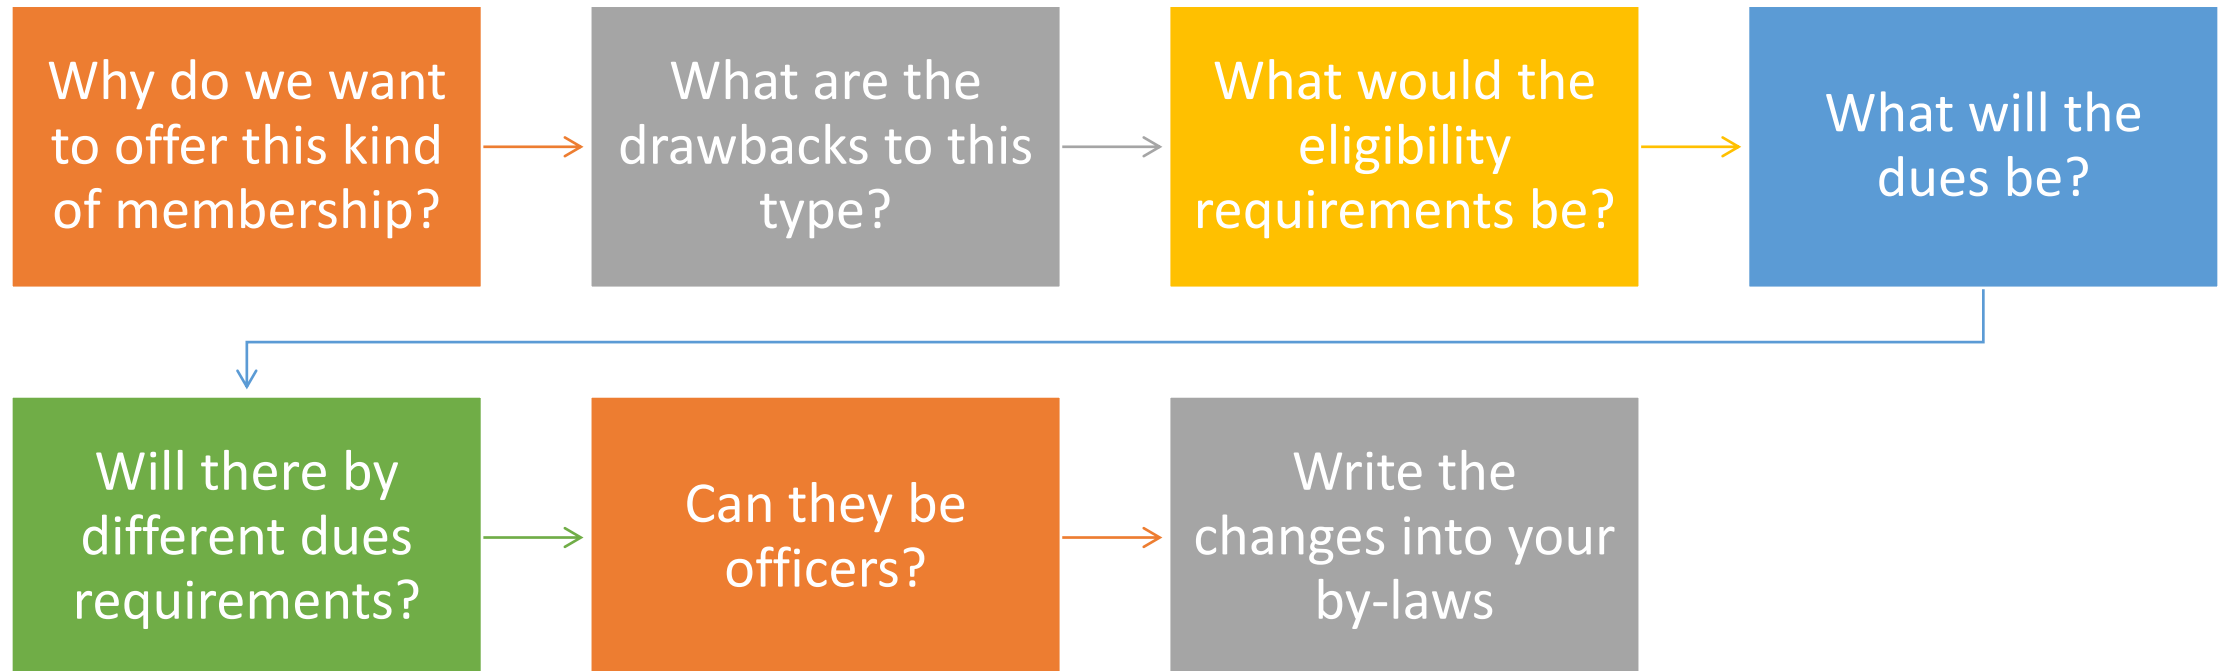 Why do we want
to offer this kind
of membership?
What are the
drawbacks to this
type?
What would the
eligibility
requirements be?
What will the
dues be?
Will there by
different dues
requirements?
Can they be
officers?
Write the
changes into your
by-laws